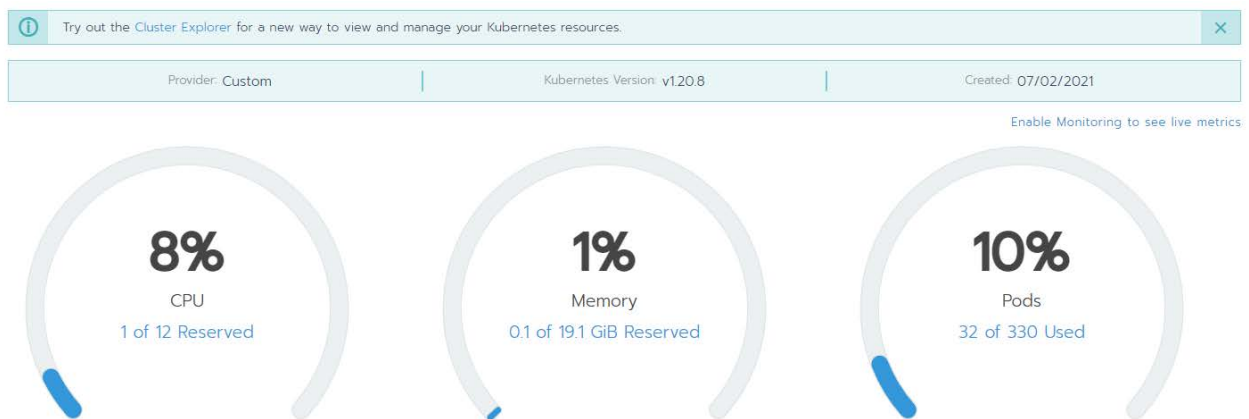 Try out the Cluster Explorer for a new way to view and manage your Kubernetes resources.
Provider: Custom
Kubernetes Version: v1.20.8
Created: 07/02/2021
Enable Monitoring to see live metrics
8%
CPU
1 of 12 Reserved
1%
Memory
0.1 of 19.1 GiB Reserved
10%
Pods
32 of 330 Used